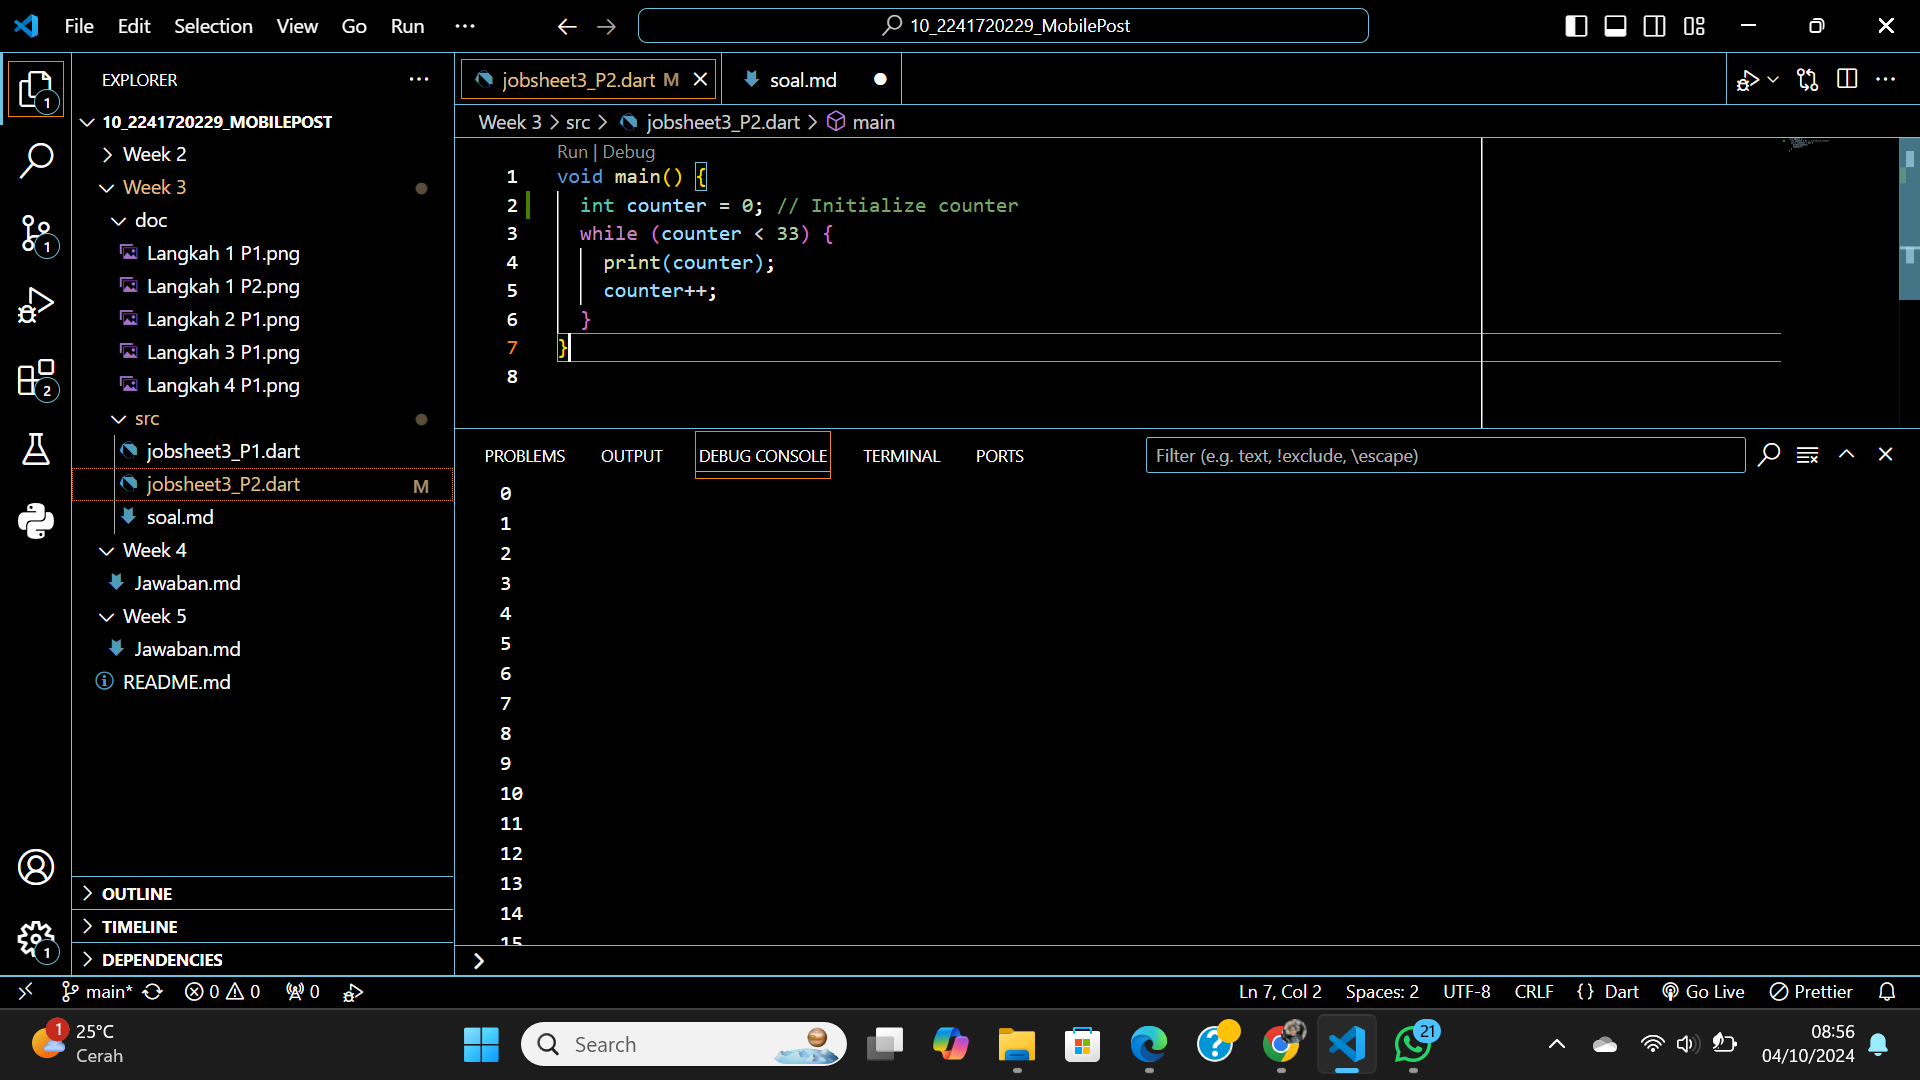 File Edit Selection View Go Run ···
10_2241720229_MobilePost
EXPLORER
10_2241720229_MOBILEPOST
Week 2
Week 3
doc
Langkah 1 P1.png
Langkah 1 P2.png
Langkah 2 P1.png
Langkah 3 P1.png
Langkah 4 P1.png
src
jobsheet3_P1.dart
jobsheet3_P2.dart M
soal.md
Week 4
Jawaban.md
Week 5
Jawaban.md
README.md
OUTLINE
TIMELINE
DEPENDENCIES
1
1
2
1
jobsheet3_P2.dart M
soal.md
Week 3 > src > jobsheet3_P2.dart > main
Run | Debug
1 void main() {
2 int counter = 0; // Initialize counter
3 while (counter < 33) {
4 print(counter);
5 counter++;
6 }
7 }
8
PROBLEMS OUTPUT DEBUG CONSOLE TERMINAL PORTS
Filter (e.g. text, !exclude, \escape)
0
1
2
3
4
5
6
7
8
9
10
11
12
13
14
15
main* 0 0 0
Ln 7, Col 2 Spaces: 2 UTF-8 CRLF {} Dart Go Live Prettier
1
25°C
Cerah
Search
21
08:56
04/10/2024